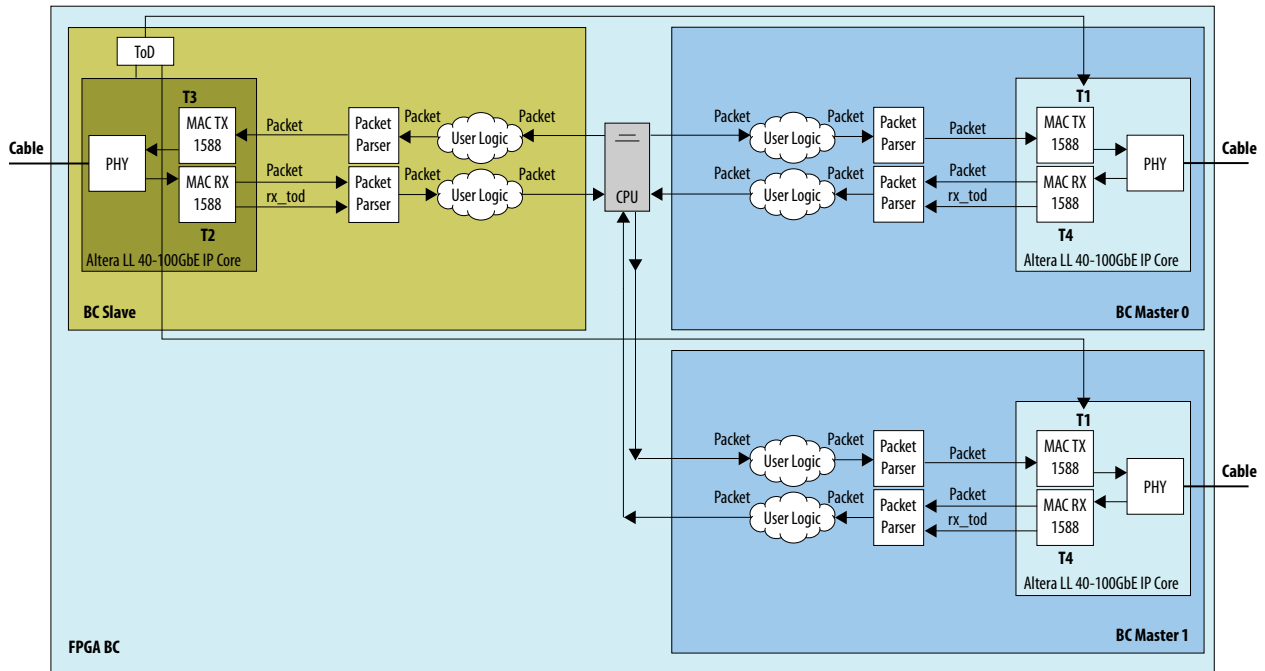 ToD
T3
MAC TX
1588
Packet
Packet
Parser
Packet
User Logic
Packet
Cable
PHY
MAC RX
1588
Packet
rx_tod
Packet
Parser
Packet
User Logic
Packet
T2
Altera LL 40-100GbE IP Core
BC Slave
CPU
Packet
User Logic
Packet
Packet
Parser
Packet
T1
MAC TX
1588
PHY
Cable
Packet
User Logic
Packet
Packet
Parser
Packet
rx_tod
MAC RX
1588
T4
Altera LL 40-100GbE IP Core
BC Master 0
Packet
User Logic
Packet
Packet
Parser
Packet
T1
MAC TX
1588
PHY
Cable
Packet
User Logic
Packet
Packet
Parser
Packet
rx_tod
MAC RX
1588
T4
Altera LL 40-100GbE IP Core
BC Master 1
FPGA BC